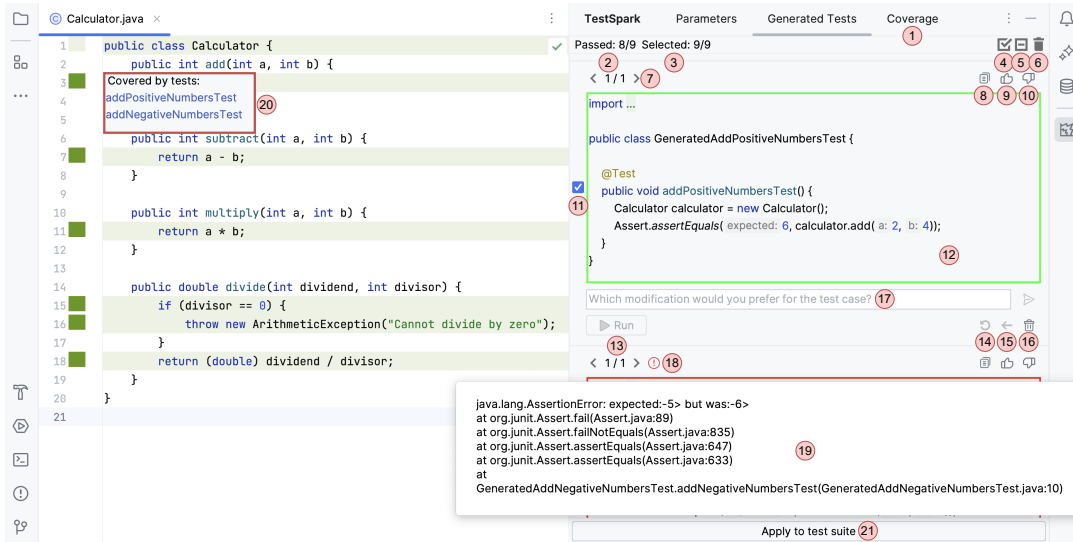 Calculator.java
TestSpark Parameters Generated Tests Coverage
1
Passed: 8/9 Selected: 9/9
2 3 4 5 6
1 public class Calculator {
2 public int add(int a, int b) {
3
Covered by tests:
addPositiveNumbersTest
addNegativeNumbersTest
20
4
5
6 public int subtract(int a, int b) {
7 return a - b;
8 }
9
10 public int multiply(int a, int b) {
11 return a * b;
12 }
13
14 public double divide(int dividend, int divisor) {
15 if (divisor == 0) {
16 throw new ArithmeticException("Cannot divide by zero");
17 }
18 return (double) dividend / divisor;
19 }
20 }
21
< 1/1 > 7
8 9 10
import ...
public class GeneratedAddPositiveNumbersTest {
@Test
public void addPositiveNumbersTest() {
11
Calculator calculator = new Calculator();
Assert.assertEquals( expected: 6, calculator.add( a: 2, b: 4));
}
}
12
Which modification would you prefer for the test case? 17
Run
13 14 15 16
< 1/1 > 18
java.lang.AssertionError: expected:-5> but was:-6>
at org.junit.Assert.fail(Assert.java:89)
at org.junit.Assert.failNotEquals(Assert.java:835)
at org.junit.Assert.assertEquals(Assert.java:647)
at org.junit.Assert.assertEquals(Assert.java:633)
at
GeneratedAddNegativeNumbersTest.addNegativeNumbersTest(GeneratedAddNegativeNumbersTest.java:10)
19
Apply to test suite 21